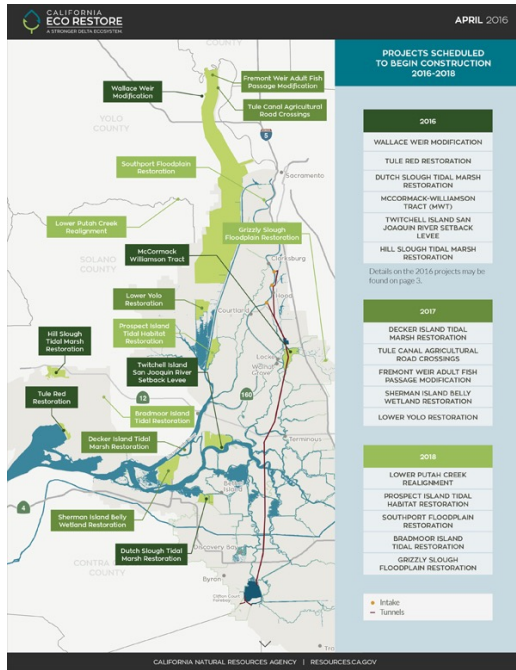 CALIFORNIA
ECO RESTORE
A STRONGER DELTA ECOSYSTEM
APRIL 2016
PROJECTS SCHEDULED
TO BEGIN CONSTRUCTION
2016-2018
2016
WALLACE WEIR MODIFICATION
TULE RED RESTORATION
DUTCH SLOUGH TIDAL MARSH
RESTORATION
MCCORMACK-WILLIAMSON
TRACT (MWT)
TWITCHELL ISLAND SAN
JOAQUIN RIVER SETBACK
LEVEE
HILL SLOUGH TIDAL MARSH
RESTORATION
Details on the 2016 projects may be
found on page 3.
2017
DECKER ISLAND TIDAL
MARSH RESTORATION
TULE CANAL AGRICULTURAL
ROAD CROSSINGS
FREMONT WEIR ADULT FISH
PASSAGE MODIFICATION
SHERMAN ISLAND BELLY
WETLAND RESTORATION
LOWER YOLO RESTORATION
2018
LOWER PUTAH CREEK
REALIGNMENT
PROSPECT ISLAND TIDAL
HABITAT RESTORATION
SOUTHPORT FLOODPLAIN
RESTORATION
BRADMOOR ISLAND
TIDAL RESTORATION
GRIZZLY SLOUGH
FLOODPLAIN RESTORATION
Intake
Tunnels
COUNTY
Fremont Weir Adult Fish
Passage Modification
Wallace Weir
Modification
Tule Canal Agricultural
Road Crossings
YOLO
COUNTY
5
Southport Floodplain
Restoration
Sacramento
Lower Putah Creek
Realignment
Grizzly Slough
Floodplain Restoration
McCormack
Williamson Tract
SOLANO
COUNTY
Clarksburg
Hood
Lower Yolo
Restoration
Courtland
Prospect Island
Tidal Habitat
Restoration
Hill Slough
Tidal Marsh
Restoration
Locke
Walnut
Grove
Twitchell Island
San Joaquin River
Setback Levee
Tule Red
Restoration
12
160
Bradmoor Island
Tidal Restoration
Decker Island Tidal
Marsh Restoration
Terminous
Island
4
Sherman Island Belly
Wetland Restoration
Dutch Slough Tidal
Marsh Restoration
Discovery Bay
CONTRA
COUNTY
Byron
Clifton Court
Forebay
CALIFORNIA NATURAL RESOURCES AGENCY | RESOURCES.CA.GOV